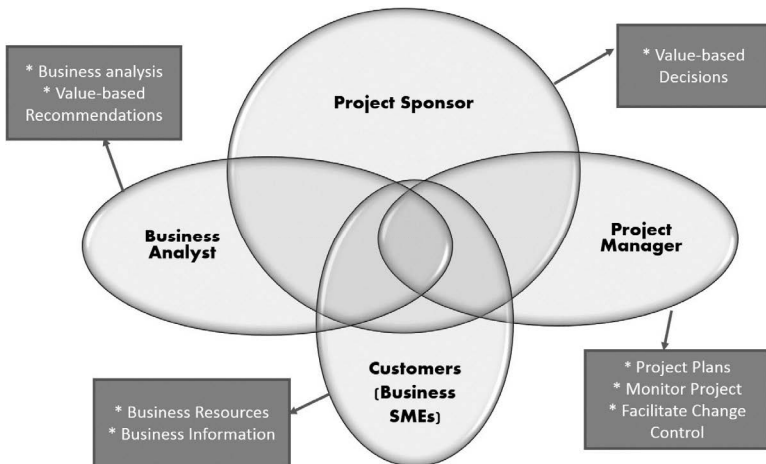 * Business analysis
* Value-based
Recommendations
Project Sponsor
* Value-based
Decisions
Business
Analyst
Project
Manager
Customers
(Business
SMEs)
* Business Resources
* Business Information
* Project Plans
* Monitor Project
* Facilitate Change
Control